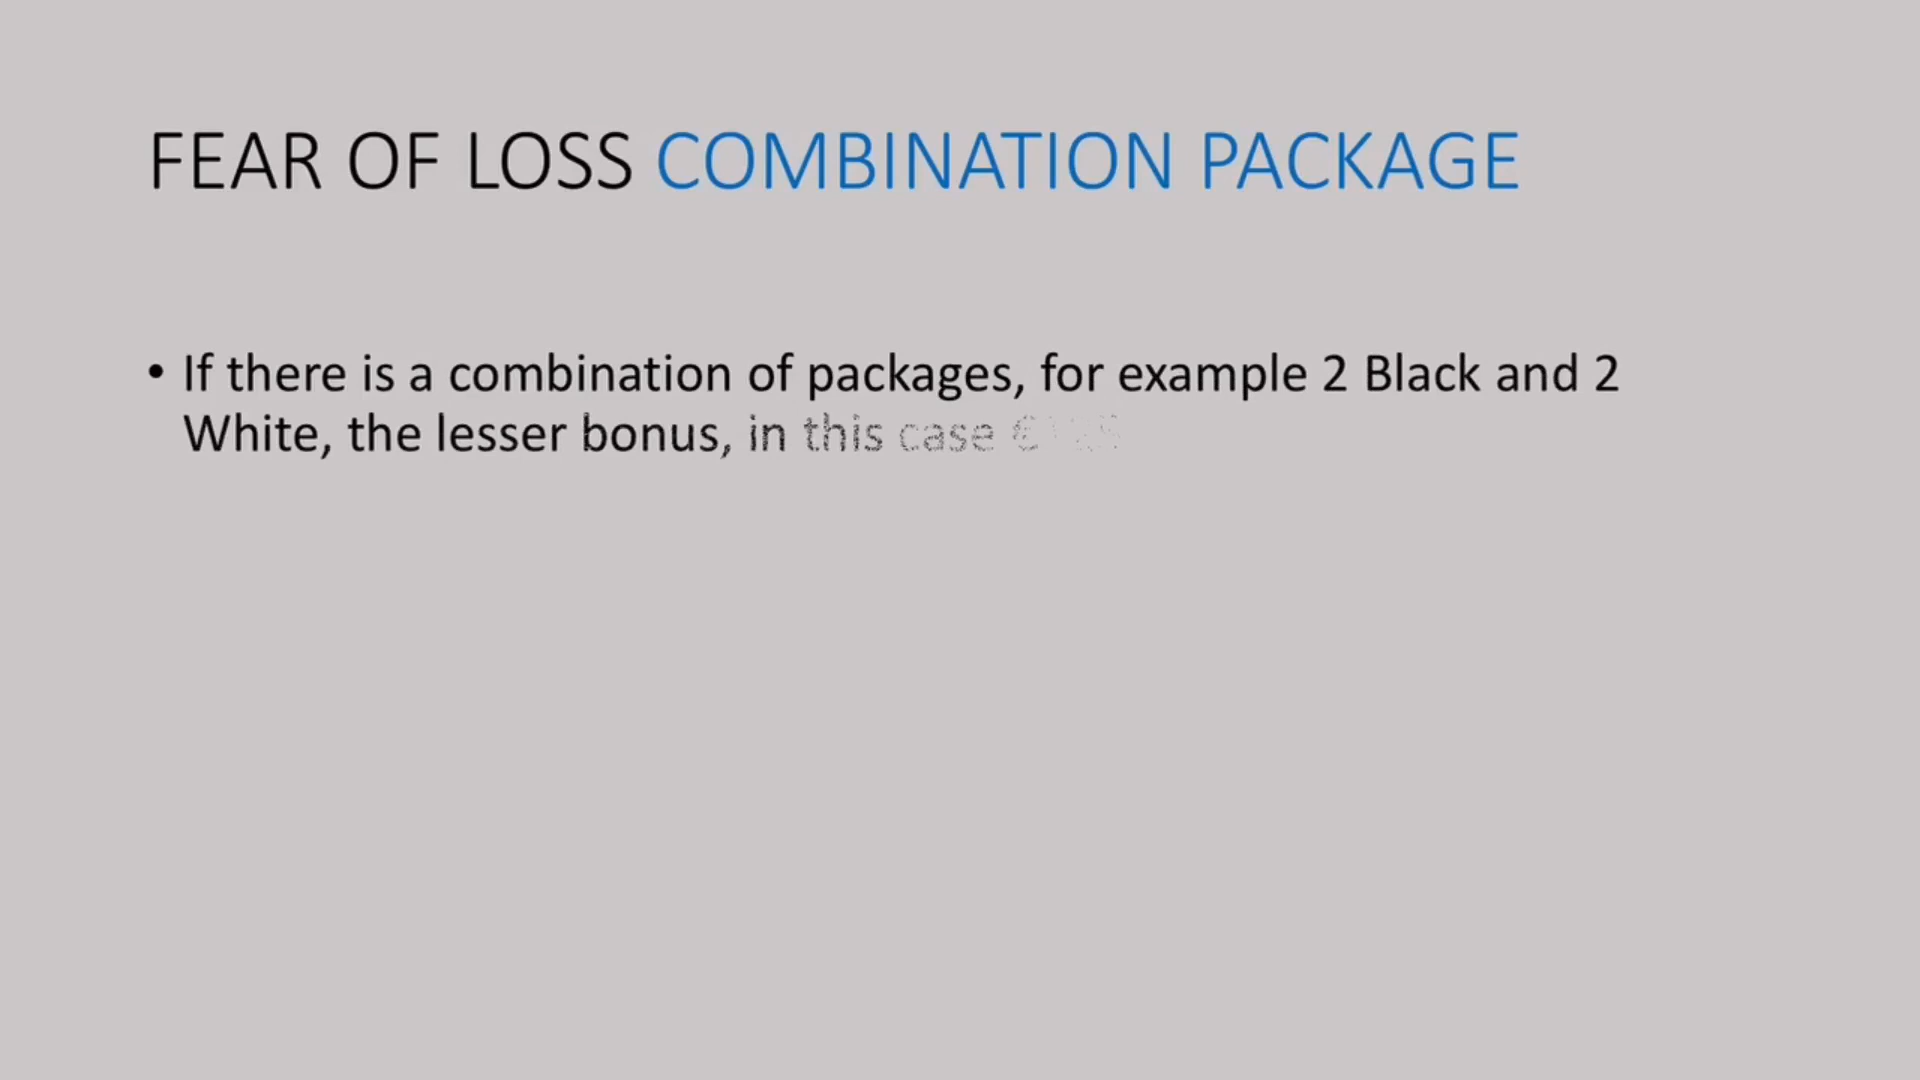 FEAR OF LOSS COMBINATION PACKAGE
• If there is a combination of packages, for example 2 Black and 2
White, the lesser bonus, in this case